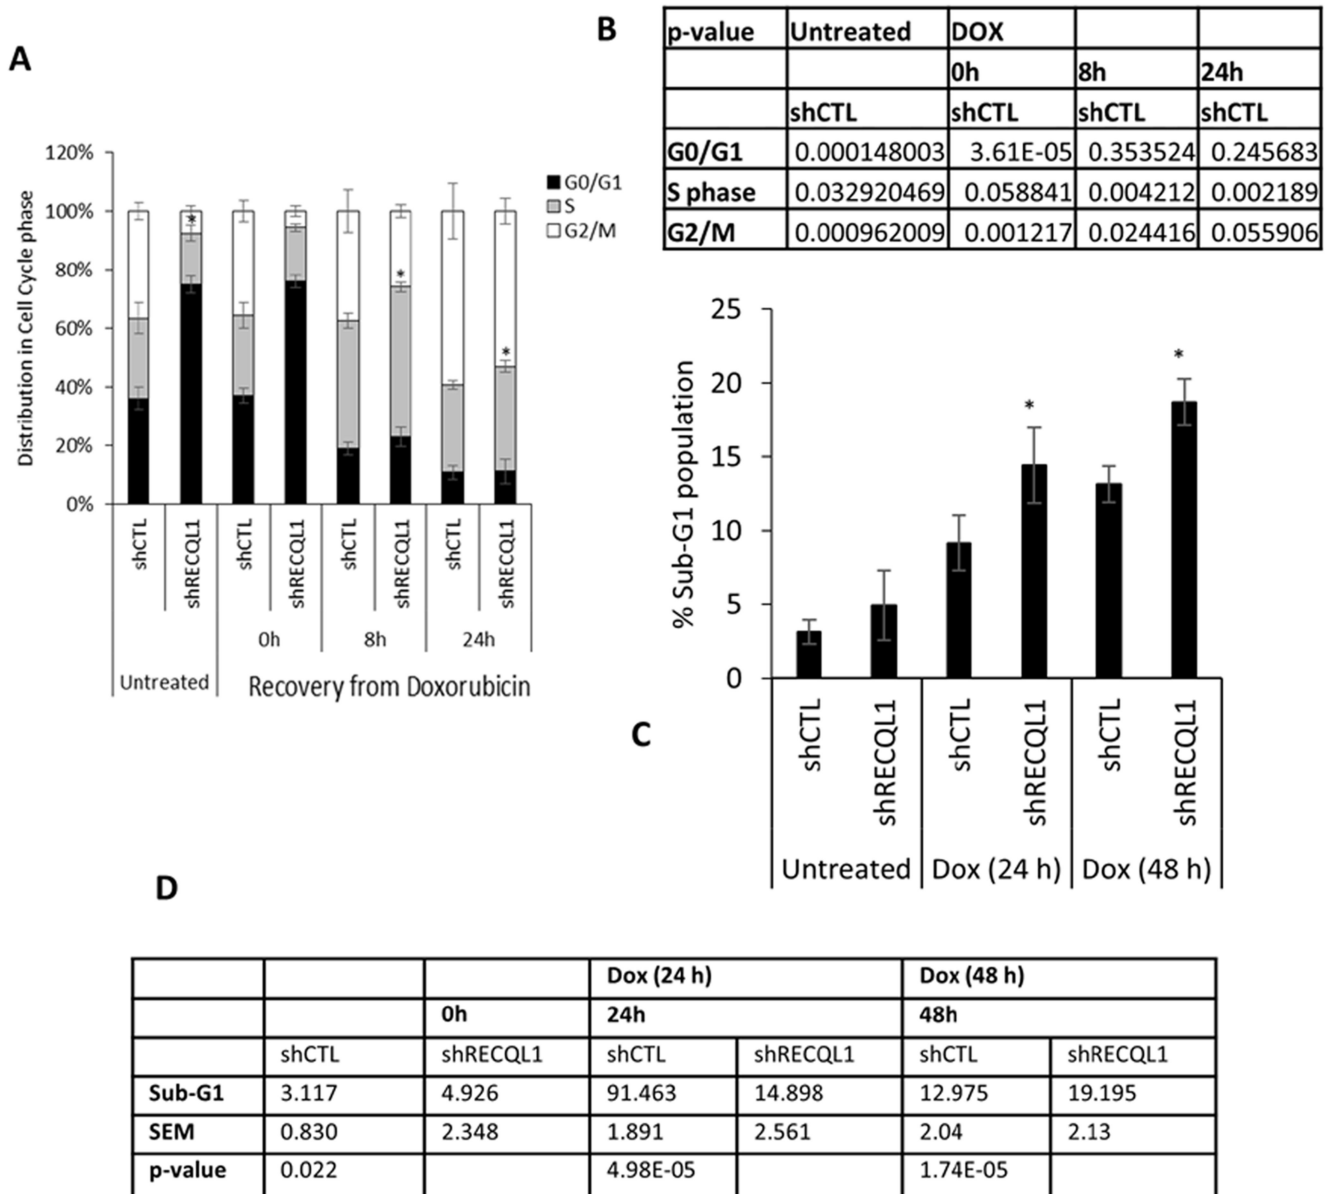 A
120%
100%
80%
60%
40%
20%
0%
Distribution in Cell Cycle phase
G0/G1
S
G2/M
*
*
*
shCTL
shRECQL1
shCTL
shRECQL1
shCTL
shRECQL1
shCTL
shRECQL1
0h
8h
24h
Untreated
Recovery from Doxorubicin
B
p-value Untreated DOX
0h 8h 24h
shCTL shCTL shCTL shCTL
G0/G1 0.000148003 3.61E-05 0.353524 0.245683
S phase 0.032920469 0.058841 0.004212 0.002189
G2/M 0.000962009 0.001217 0.024416 0.055906
C
25
20
15
10
5
0
% Sub-G1 population
*
*
shCTL
shRECQL1
shCTL
shRECQL1
shCTL
shRECQL1
Untreated
Dox (24 h)
Dox (48 h)
D
Dox (24 h) Dox (48 h)
0h 24h 48h
shCTL shRECQL1 shCTL shRECQL1 shCTL shRECQL1
Sub-G1 3.117 4.926 91.463 14.898 12.975 19.195
SEM 0.830 2.348 1.891 2.561 2.04 2.13
p-value 0.022 4.98E-05 1.74E-05